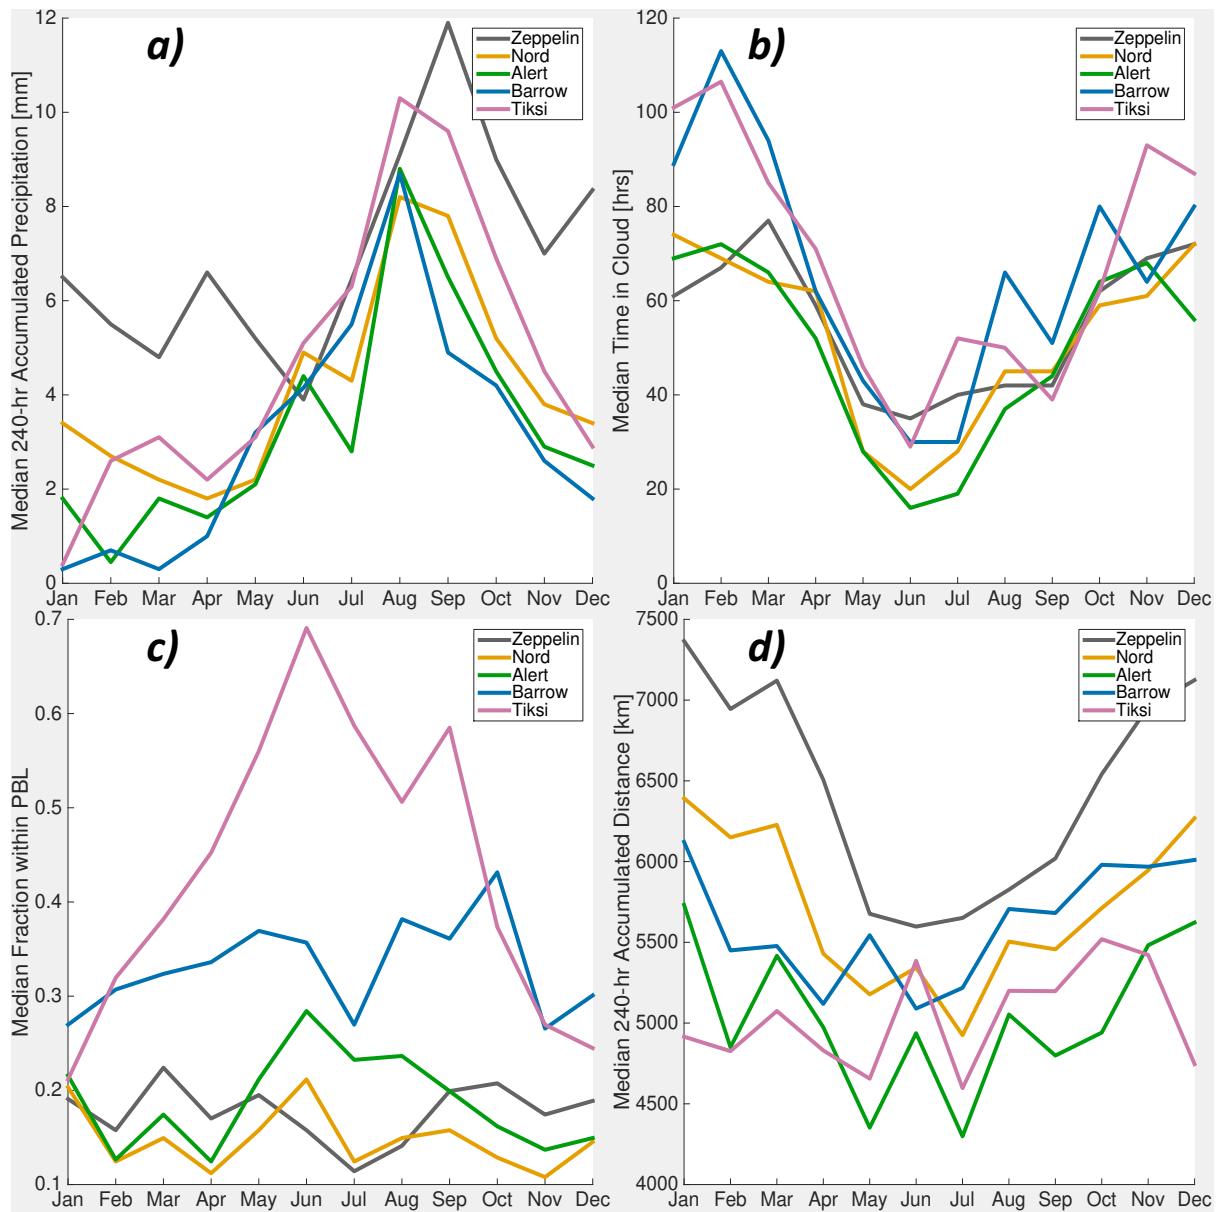 a)
Median 240-hr Accumulated Precipitation [mm]
12
10
8
6
4
2
0
Jan Feb Mar Apr May Jun Jul Aug Sep Oct Nov Dec
Zeppelin
Nord
Alert
Barrow
Tiksi
b)
Median Time in Cloud [hrs]
120
100
80
60
40
20
0
Jan Feb Mar Apr May Jun Jul Aug Sep Oct Nov Dec
Zeppelin
Nord
Alert
Barrow
Tiksi
c)
Median Fraction within PBL
0.7
0.6
0.5
0.4
0.3
0.2
0.1
Jan Feb Mar Apr May Jun Jul Aug Sep Oct Nov Dec
Zeppelin
Nord
Alert
Barrow
Tiksi
d)
Median 240-hr Accumulated Distance [km]
7500
7000
6500
6000
5500
5000
4500
4000
Jan Feb Mar Apr May Jun Jul Aug Sep Oct Nov Dec
Zeppelin
Nord
Alert
Barrow
Tiksi